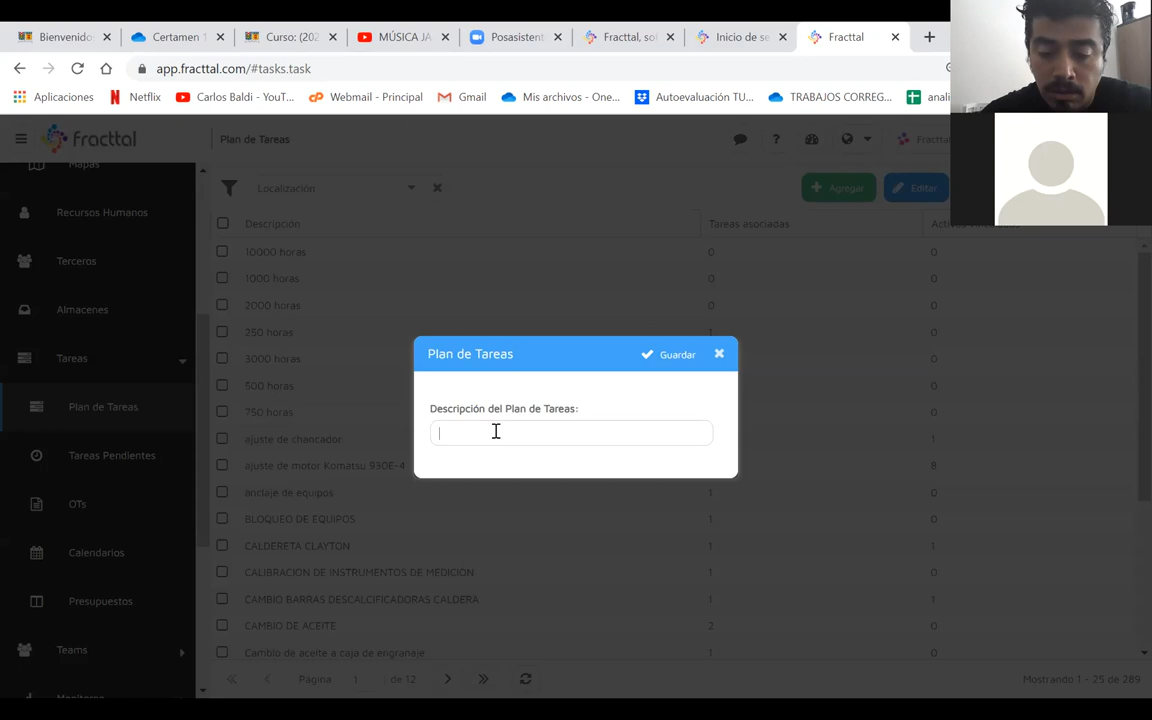 Bienvenido
Certamen 1
Curso: (202
MÚSICA JA
Posasistent
Fracttal, so
Inicio de se
Fracttal
app.fracttal.com/#tasks.task
Aplicaciones
Netflix
Carlos Baldi - YouT...
Webmail - Principal
Gmail
Mis archivos - One...
Autoevaluación TU...
TRABAJOS CORREG...
anali
fracttal
Plan de Tareas
?
Fractta
Mapas
Recursos Humanos
Terceros
Almacenes
Tareas
Plan de Tareas
Tareas Pendientes
OTs
Calendarios
Presupuestos
Teams
Localización
Agregar
Editar
Descripción
Tareas asociadas
10000 horas 0 0
1000 horas 0 0
2000 horas 0 0
250 horas 1
3000 horas
500 horas
750 horas
ajuste de chancador 1
ajuste de motor Komatsu 930E-4 8
anclaje de equipos 1 0
BLOQUEO DE EQUIPOS 1 0
CALDERETA CLAYTON 1 1
CALIBRACION DE INSTRUMENTOS DE MEDICION 1 0
CAMBIO BARRAS DESCALCIFICADORAS CALDERA 1 1
CAMBIO DE ACEITE 2 0
Cambio de aceite a caja de engranaje 1 0
Plan de Tareas
Guardar
Descripción del Plan de Tareas:
Página 1 de 12
Mostrando 1 - 25 de 289